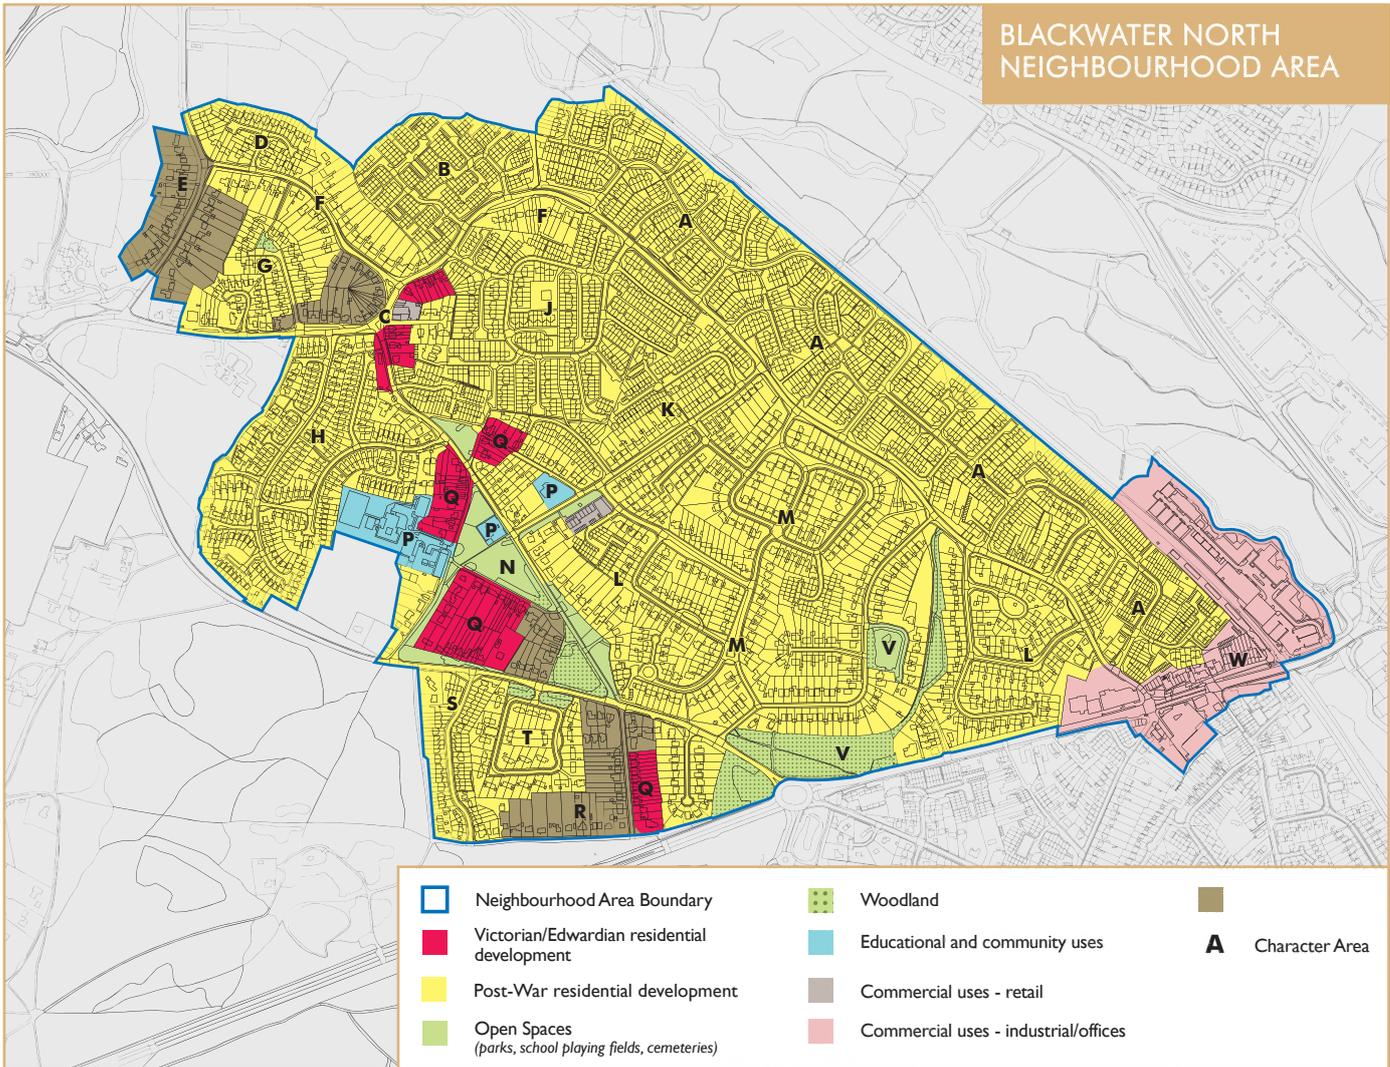 BLACKWATER NORTH
NEIGHBOURHOOD AREA
D
B
E
F
F
A
G
J
C
A
K
H
Q
A
P
Q
M
P
P
N
L
A
Q
M
V
L
W
S
T
V
Q
R
Neighbourhood Area Boundary
Victorian/Edwardian residential
development
Post-War residential development
Open Spaces
(parks, school playing fields, cemeteries)
Woodland
Educational and community uses
Commercial uses - retail
Commercial uses - industrial/offices
A Character Area